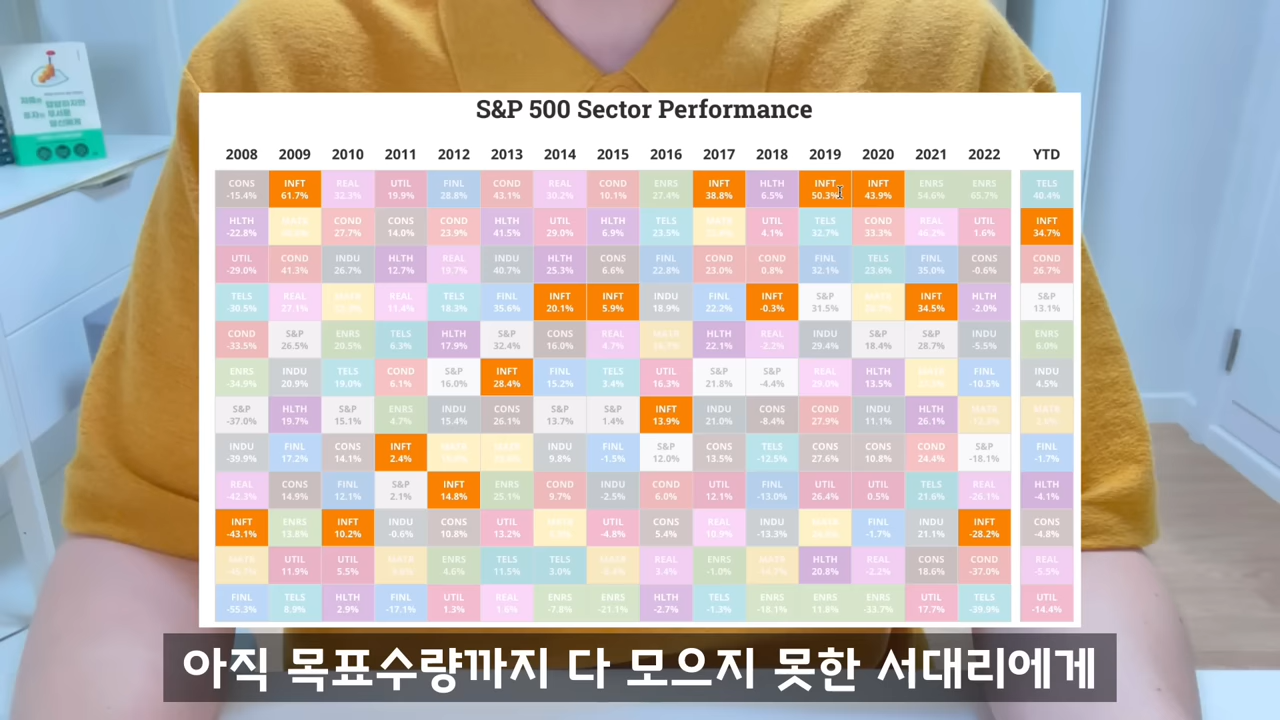 S&P 500 Sector Performance
2008 2009 2010 2011 2012 2013 2014 2015 2016 2017 2018 2019 2020 2021 2022 YTD
CONS INFT REAL UTIL FINL COND REAL COND ENRS INFT HLTH INFT INFT ENRS ENRS TELS
-15.4% 61.7% 32.3% 19.9% 28.8% 43.1% 30.2% 10.1% 27.4% 38.8% 6.5% 50.3% 43.9% 54.6% 65.7% 40.4%
HLTH MATR COND CONS COND HLTH UTIL HLTH TELS MATR UTIL TELS COND REAL UTIL INFT
-22.8% 27.7% 14.0% 23.9% 41.5% 29.0% 6.9% 23.5% 4.1% 32.7% 33.3% 46.2% 1.6% 34.7%
UTIL COND INDU HLTH REAL INDU HLTH CONS FINL COND COND FINL TELS FINL CONS COND
-29.0% 41.3% 26.7% 12.7% 19.7% 40.7% 25.3% 6.6% 22.8% 23.0% 0.8% 32.1% 23.6% 35.0% -0.6% 26.7%
TELS REAL MATR REAL TELS FINL INFT INFT INDU FINL INFT S&P MATR INFT HLTH S&P
-30.5% 27.1% 11.4% 18.3% 35.6% 20.1% 5.9% 18.9% 22.2% -0.3% 31.5% 34.5% -2.0% 13.1%
COND S&P ENRS TELS HLTH S&P CONS REAL MATR HLTH REAL INDU S&P S&P INDU ENRS
-33.5% 26.5% 20.5% 6.3% 17.9% 32.4% 16.0% 4.7% 22.1% -2.2% 29.4% 18.4% 28.7% -5.5% 6.0%
ENRS INDU TELS COND S&P INFT FINL TELS UTIL S&P S&P REAL HLTH MATR FINL INDU
-34.9% 20.9% 19.0% 6.1% 16.0% 28.4% 15.2% 3.4% 16.3% 21.8% -4.4% 29.0% 13.5% -10.5% 4.5%
S&P HLTH S&P ENRS INDU CONS S&P S&P INFT INDU CONS COND INDU HLTH MATR MATR
-37.0% 19.7% 15.1% 4.7% 15.4% 26.1% 13.7% 1.4% 13.9% 21.0% -8.4% 27.9% 11.1% 26.1%
INDU FINL CONS INFT MATR MATR INDU FINL S&P CONS TELS CONS CONS COND S&P FINL
-39.9% 17.2% 14.1% 2.4% 9.8% -1.5% 12.0% 13.5% -12.5% 27.6% 10.8% 24.4% -18.1% -1.7%
REAL CONS FINL S&P INFT ENRS COND INDU COND UTIL FINL UTIL UTIL TELS REAL HLTH
-42.3% 14.9% 12.1% 2.1% 14.8% 25.1% 9.7% -2.5% 6.0% 12.1% -13.0% 26.4% 0.5% 21.6% -26.1% -4.1%
INFT ENRS INFT INDU CONS UTIL MATR UTIL CONS REAL INDU MATR FINL INDU INFT CONS
-43.1% 13.8% 10.2% -0.6% 10.8% 13.2% -4.8% 5.4% 10.9% -13.3% -1.7% 21.1% -28.2% -4.8%
MATR UTIL UTIL MATR ENRS TELS TELS MATR REAL ENRS MATR HLTH REAL CONS COND REAL
11.9% 5.5% 4.6% 11.5% 3.0% 3.4% -1.0% 20.8% -2.2% 18.6% -37.0% -5.5%
FINL TELS HLTH FINL UTIL REAL ENRS ENRS HLTH TELS ENRS ENRS ENRS UTIL TELS UTIL
-55.3% 8.9% 2.9% -17.1% 1.3% 1.6% -7.8% -21.1% -2.7% -1.3% -18.1% 11.8% -33.7% 17.7% -39.9% -14.4%
아직 목표수량까지 다 모으지 못한 서대리에게